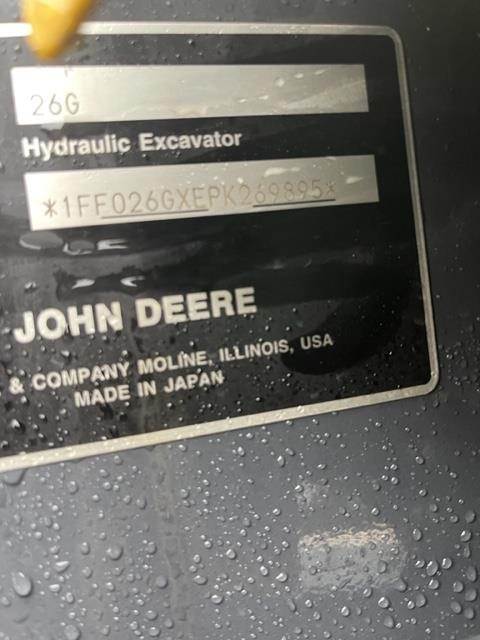 26G
Hydraulic Excavator
*1FF026GXEPK269895*
JOHN DEERE
& COMPANY MOLINE, ILLINOIS, USA
MADE IN JAPAN